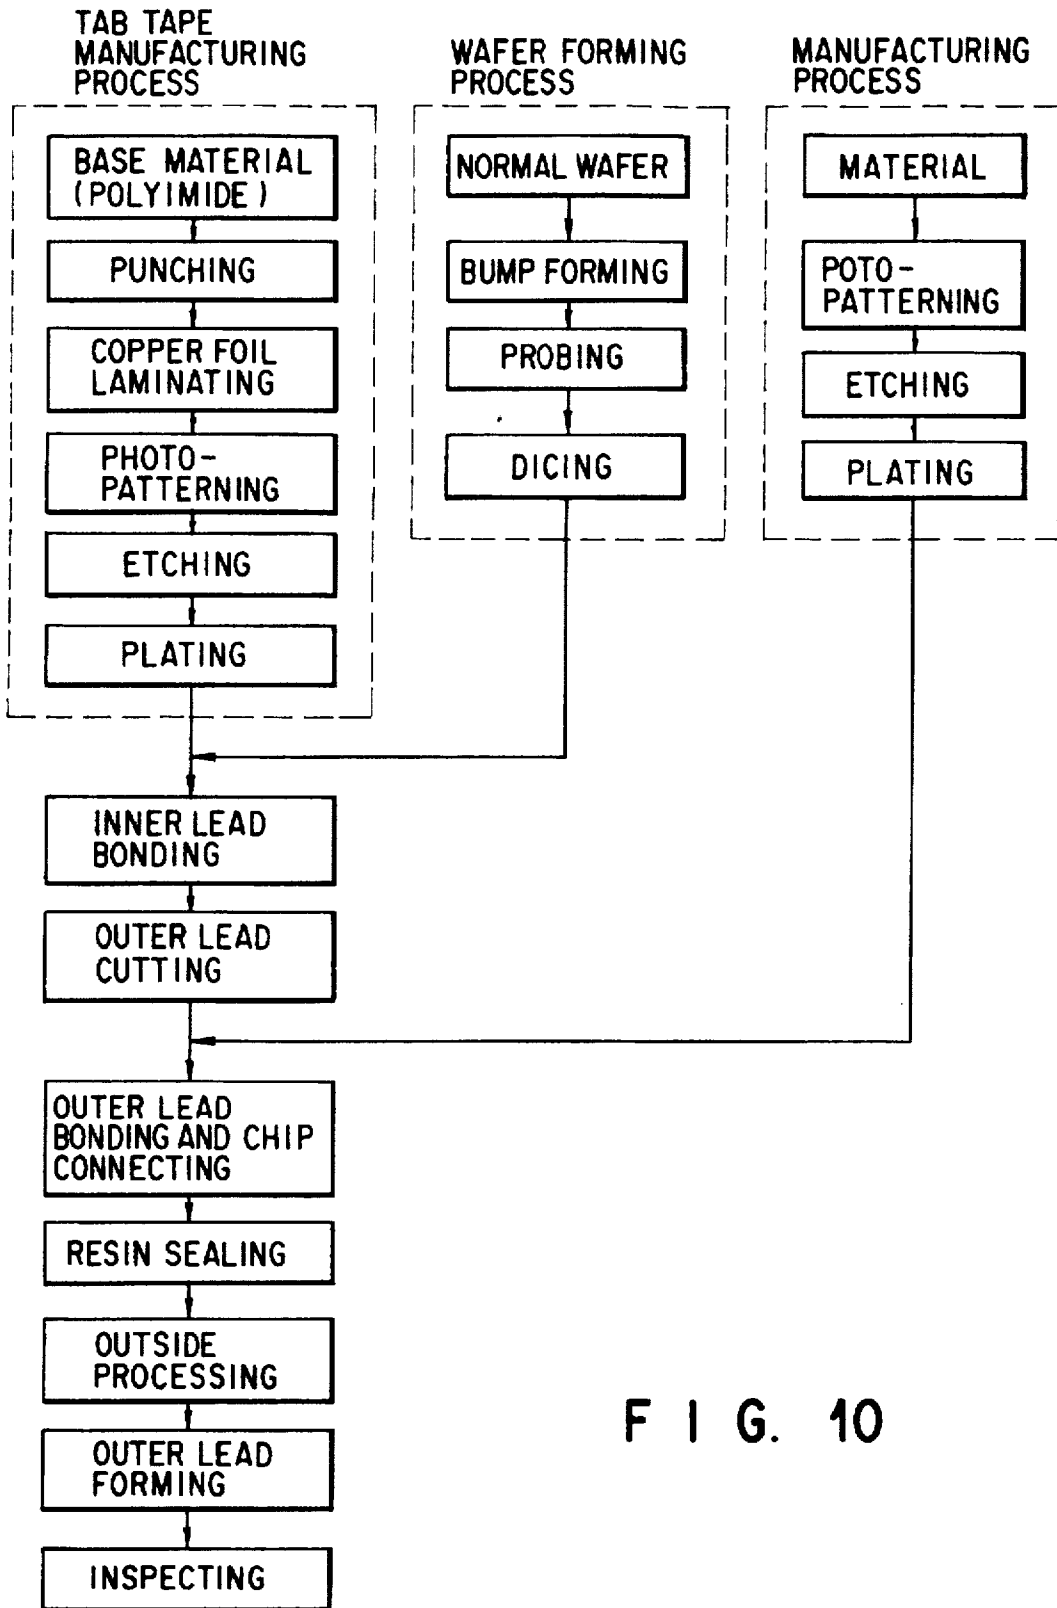 TAB TAPE
MANUFACTURING
PROCESS
BASE MATERIAL
(POLYIMIDE)
PUNCHING
COPPER FOIL
LAMINATING
PHOTO-
PATTERNING
ETCHING
PLATING
WAFER FORMING
PROCESS
NORMAL WAFER
BUMP FORMING
PROBING
DICING
MANUFACTURING
PROCESS
MATERIAL
POTO-
PATTERNING
ETCHING
PLATING
INNER LEAD
BONDING
OUTER LEAD
CUTTING
OUTER LEAD
BONDING AND CHIP
CONNECTING
RESIN SEALING
OUTSIDE
PROCESSING
OUTER LEAD
FORMING
INSPECTING
FIG. 10